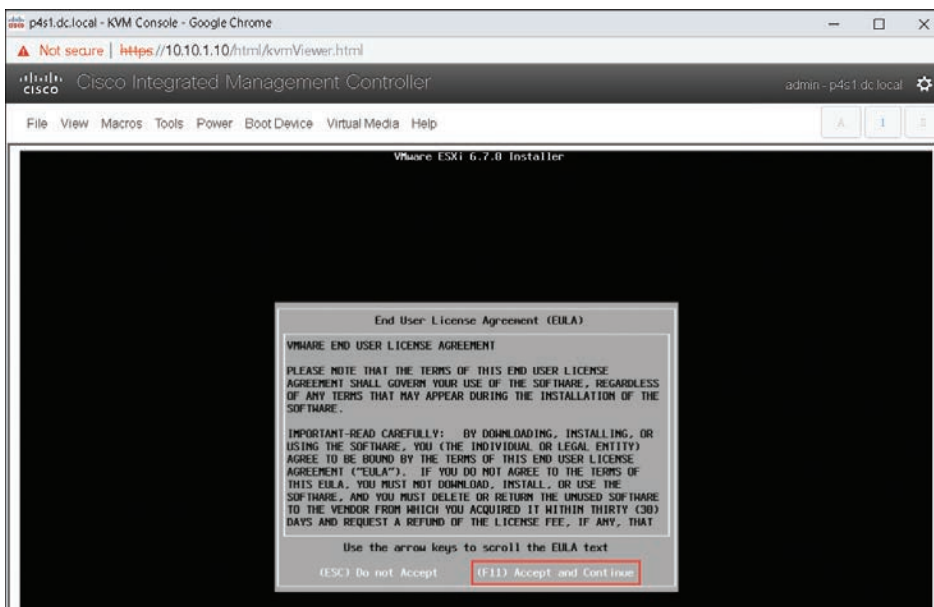 p4s1.dc.local - KVM Console - Google Chrome
Not secure | https://10.10.1.10/html/kvmViewer.html
CISCO Cisco Integrated Management Controller admin - p4s1.dc.local
File View Macros Tools Power Boot Device Virtual Media Help A 1
VMware ESXi 6.7.0 Installer
End User License Agreement (EULA)
VMWARE END USER LICENSE AGREEMENT
PLEASE NOTE THAT THE TERMS OF THIS END USER LICENSE
AGREEMENT SHALL GOVERN YOUR USE OF THE SOFTWARE, REGARDLESS
OF ANY TERMS THAT MAY APPEAR DURING THE INSTALLATION OF THE
SOFTWARE.
IMPORTANT-READ CAREFULLY: BY DOWNLOADING, INSTALLING, OR
USING THE SOFTWARE, YOU (THE INDIVIDUAL OR LEGAL ENTITY)
AGREE TO BE BOUND BY THE TERMS OF THIS END USER LICENSE
AGREEMENT ("EULA"). IF YOU DO NOT AGREE TO THE TERMS OF
THIS EULA, YOU MUST NOT DOWNLOAD, INSTALL, OR USE THE
SOFTWARE, AND YOU MUST DELETE OR RETURN THE UNUSED SOFTWARE
TO THE VENDOR FROM WHICH YOU ACQUIRED IT WITHIN THIRTY (30)
DAYS AND REQUEST A REFUND OF THE LICENSE FEE, IF ANY, THAT
Use the arrow keys to scroll the EULA text
(ESC) Do not Accept (F11) Accept and Continue